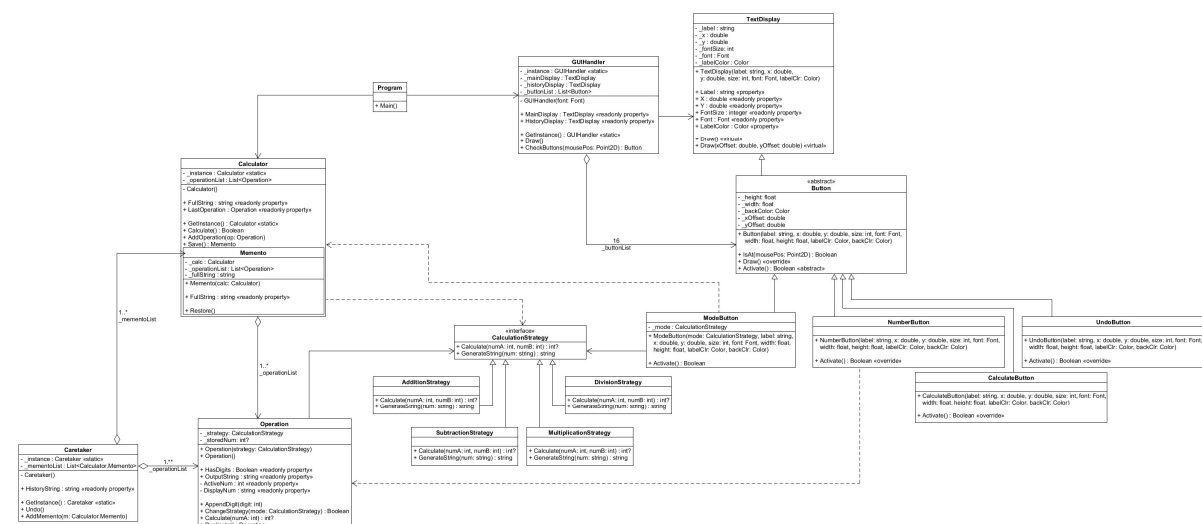 TextDisplay
- _label : string
- _x : double
- _y : double
- _fontSize: int
- _font : Font
- _labelColor : Color
+ TextDisplay(label: string, x: double,
y: double, size: int, font: Font, labelClr: Color)
+ Label : string «property»
+ X : double «readonly property»
+ Y : double «readonly property»
+ FontSize : integer «readonly property»
+ Font : Font «readonly property»
+ LabelColor : Color «property»
+ Draw() «virtual»
+ Draw(xOffset: double, yOffset: double) «virtual»
GUIHandler
- _instance : GUIHandler «static»
- _mainDisplay : TextDisplay
- _historyDisplay : TextDisplay
- _buttonList : List<Button>
- GUIHandler(font: Font)
+ MainDisplay : TextDisplay «readonly property»
+ HistoryDisplay : TextDisplay «readonly property»
+ GetInstance() : GUIHandler «static»
+ Draw()
+ CheckButtons(mousePos: Point2D) : Button
Program
+ Main()
Calculator
- _instance : Calculator «static»
- _operationList : List<Operation>
- Calculator()
+ FullString : string «readonly property»
+ LastOperation : Operation «readonly property»
+ GetInstance() : Calculator «static»
+ Calculate() : Boolean
+ AddOperation(op: Operation)
+ Save() : Memento
Memento
- _calc : Calculator
- _operationList : List<Operation>
- _fullString : string
+ Memento(calc: Calculator)
+ FullString : string «readonly property»
+ Restore()
«abstract»
Button
- _height: float
- _width: float
- _backColor: Color
- _xOffset: double
- _yOffset: double
+ Button(label: string, x: double, y: double, size: int, font: Font,
width: float, height: float, labelClr: Color, backClr: Color)
+ IsAt(mousePos: Point2D) : Boolean
+ Draw() «override»
+ Activate() : Boolean «abstract»
16
_buttonList
1..*
_mementoList
1..*
_operationList
«interface»
CalculationStrategy
+ Calculate(numA: int, numB: int) : int?
+ GenerateString(num: string) : string
ModeButton
- _mode : CalculationStrategy
+ ModeButton(mode: CalculationStrategy, label: string,
x: double, y: double, size: int, font: Font, width: float,
height: float, labelClr: Color, backClr: Color)
+ Activate() : Boolean
NumberButton
+ NumberButton(label: string, x: double, y: double, size: int, font: Font,
width: float, height: float, labelClr: Color, backClr: Color)
+ Activate() : Boolean «override»
UndoButton
+ UndoButton(label: string, x: double, y: double, size: int, font: Font,
width: float, height: float, labelClr: Color, backClr: Color)
+ Activate() : Boolean «override»
CalculateButton
+ CalculateButton(label: string, x: double, y: double, size: int, font: Font,
width: float, height: float, labelClr: Color, backClr: Color)
+ Activate() : Boolean «override»
AdditionStrategy
+ Calculate(numA: int, numB: int) : int?
+ GenerateString(num: string) : string
DivisionStrategy
+ Calculate(numA: int, numB: int) : int?
+ GenerateString(num: string) : string
SubtractionStrategy
+ Calculate(numA: int, numB: int) : int?
+ GenerateString(num: string) : string
MultiplicationStrategy
+ Calculate(numA: int, numB: int) : int?
+ GenerateString(num: string) : string
Operation
- _strategy: CalculationStrategy
- _storedNum: int?
+ Operation(strategy: CalculationStrategy)
+ Operation()
+ HasDigits : Boolean «readonly property»
+ OutputString : string «readonly property»
- ActiveNum : int «readonly property»
- DisplayNum : string «readonly property»
+ AppendDigit(digit: int)
+ ChangeStrategy(mode: CalculationStrategy) : Boolean
+ Calculate(numA: int) : int?
Caretaker
- _instance : Caretaker «static»
- _mementoList : List<Calculator.Memento>
- Caretaker()
+ HistoryString : string «readonly property»
+ GetInstance() : Caretaker «static»
+ Undo()
+ AddMemento(m: Calculator.Memento)
1.**
_operationList